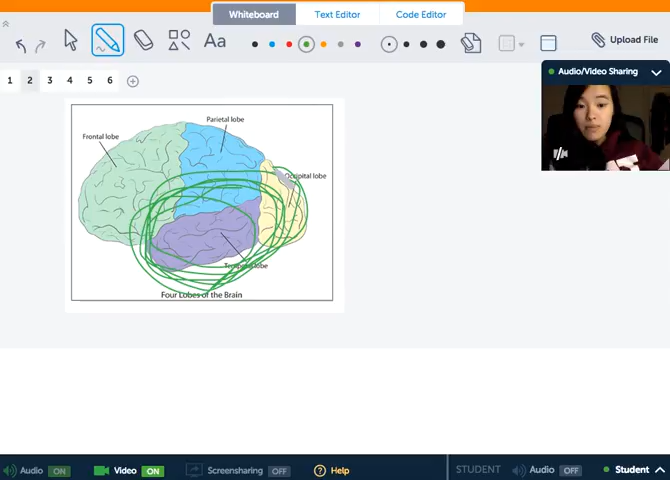 Whiteboard Text Editor Code Editor
Aa
Upload File
1 2 3 4 5 6
Audio/Video Sharing
Parietal lobe
Frontal lobe
Occipital lobe
Temporal lobe
Four Lobes of the Brain
Audio ON Video ON Screensharing OFF ? Help STUDENT Audio OFF Student